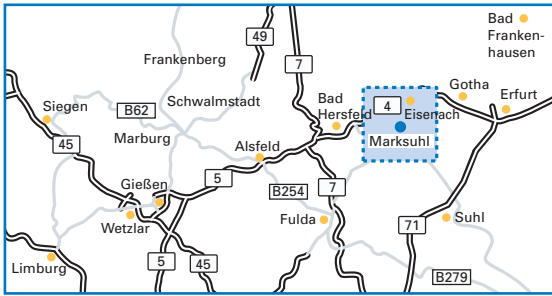 Bad
Franken-
hausen
49
Frankenberg
7
Gotha
Siegen
B62
Schwalmstadt
Bad
Hersfeld
4
Eisenach
Erfurt
Marburg
Alsfeld
Marksuhl
45
Gießen
5
B254
7
Wetzlar
Fulda
71
Suhl
Limburg
5
45
B279